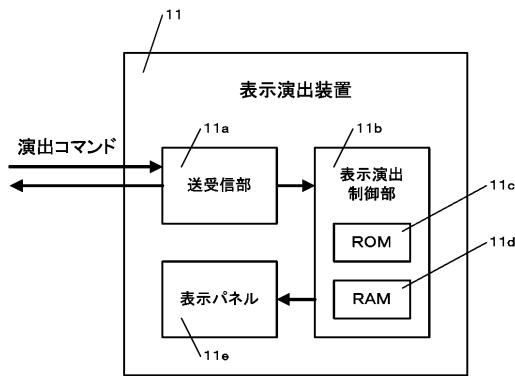 11
表示演出装置
演出コマンド
11a
送受信部
11b
表示演出
制御部
11c
ROM
11d
RAM
表示パネル
11e